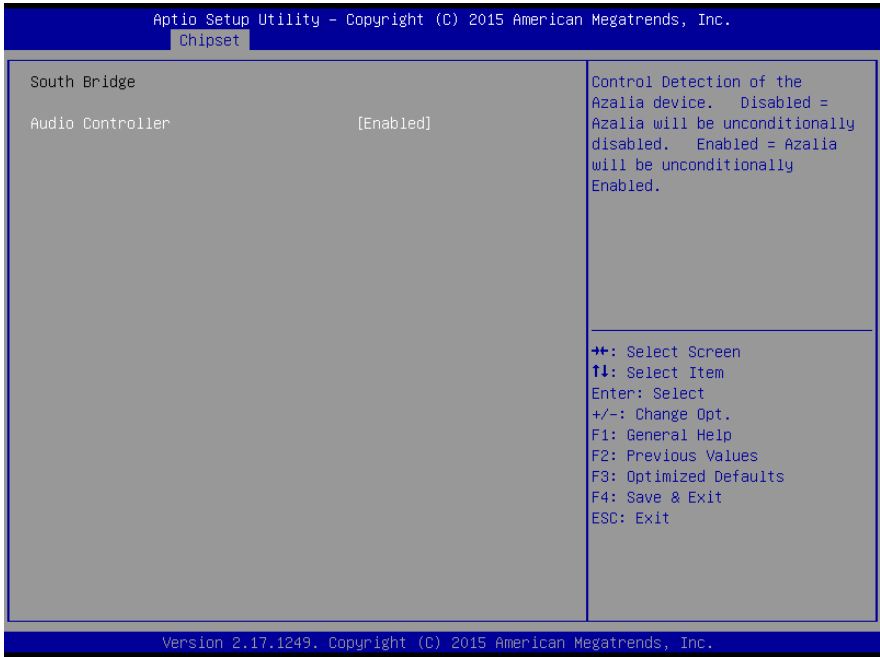 Aptio Setup Utility – Copyright (C) 2015 American Megatrends, Inc.
Chipset
South Bridge
Audio Controller [Enabled]
Control Detection of the
Azalia device. Disabled =
Azalia will be unconditionally
disabled. Enabled = Azalia
will be unconditionally
Enabled.
→←: Select Screen
↑↓: Select Item
Enter: Select
+/-: Change Opt.
F1: General Help
F2: Previous Values
F3: Optimized Defaults
F4: Save & Exit
ESC: Exit
Version 2.17.1249. Copyright (C) 2015 American Megatrends, Inc.